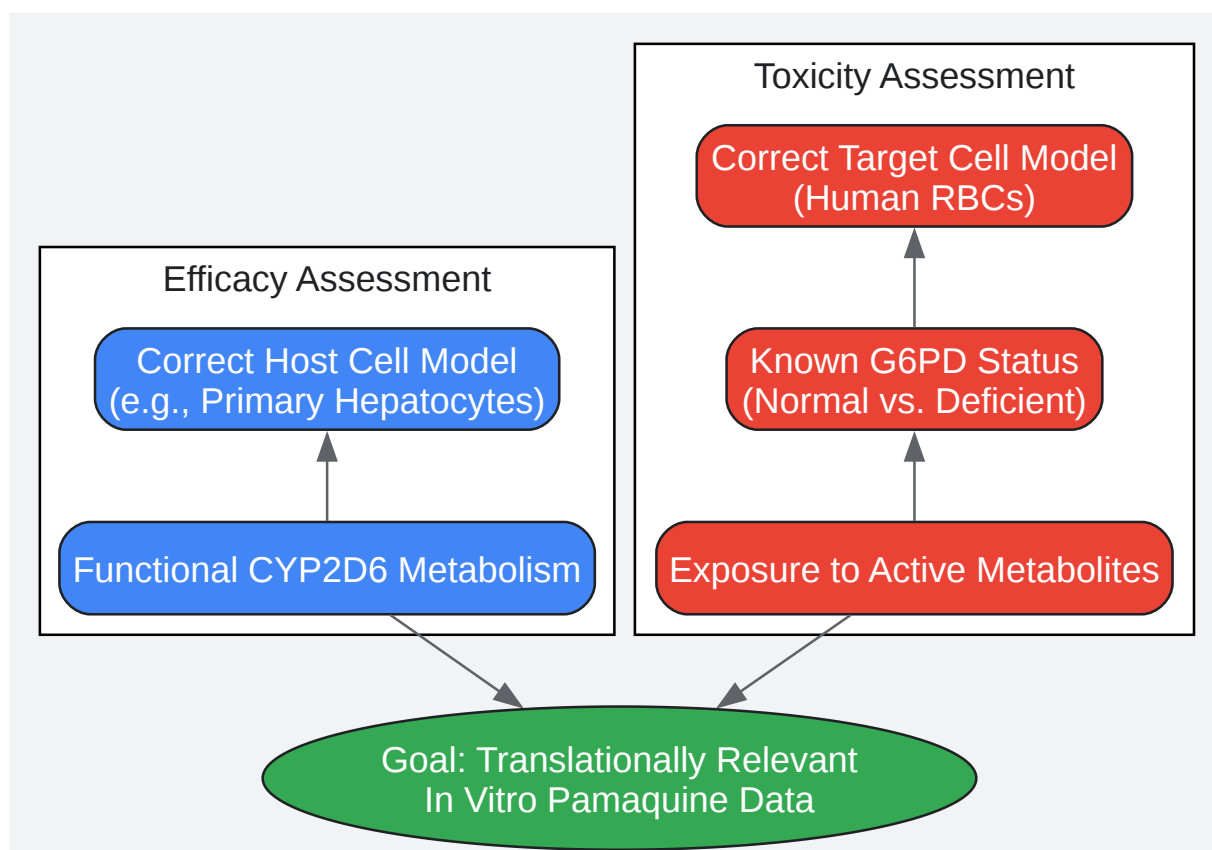 Efficacy Assessment
Correct Host Cell Model
(e.g., Primary Hepatocytes)
Functional CYP2D6 Metabolism
Toxicity Assessment
Correct Target Cell Model
(Human RBCs)
Known G6PD Status
(Normal vs. Deficient)
Exposure to Active Metabolites
Goal: Translationally Relevant
In Vitro Pamaquine Data